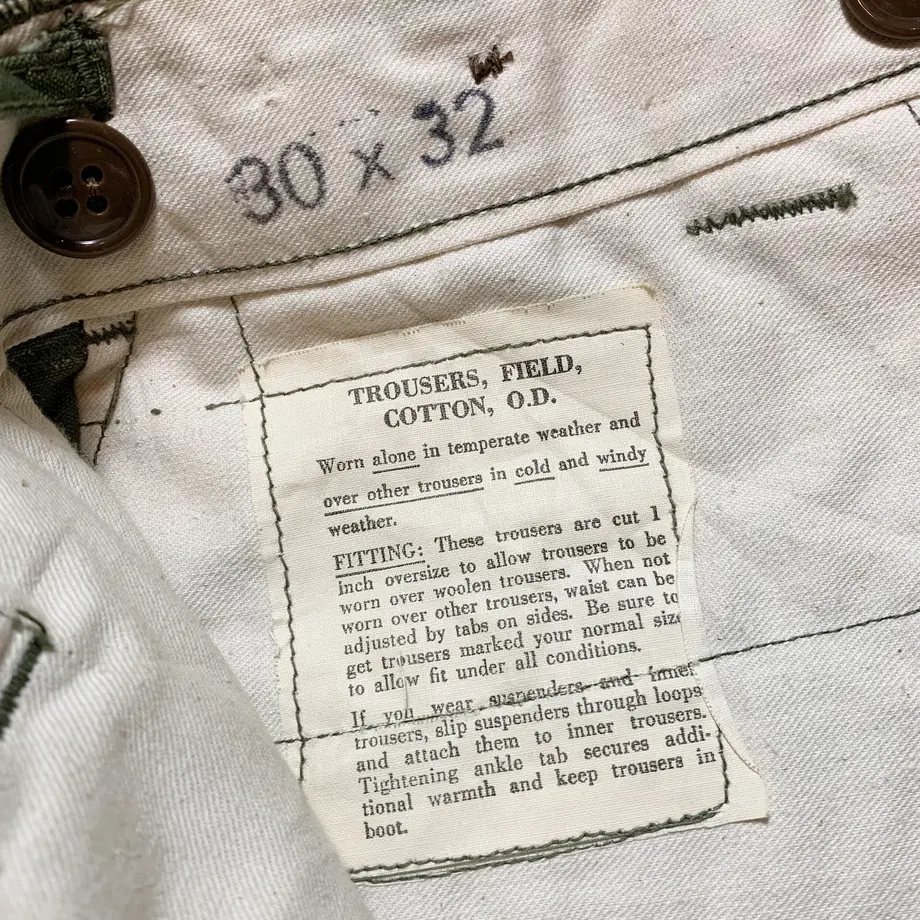 30 x 32
TROUSERS, FIELD,
COTTON, O.D.
Worn alone in temperate weather and
over other trousers in cold and windy
weather.
FITTING: These trousers are cut 1
inch oversize to allow trousers to be
worn over woolen trousers. When not
worn over other trousers, waist can be
adjusted by tabs on sides. Be sure to
get trousers marked your normal size
to allow fit under all conditions.
If you wear suspenders and inner
trousers, slip suspenders through loops
and attach them to inner trousers.
Tightening ankle tab secures addi-
tional warmth and keep trousers in
boot.